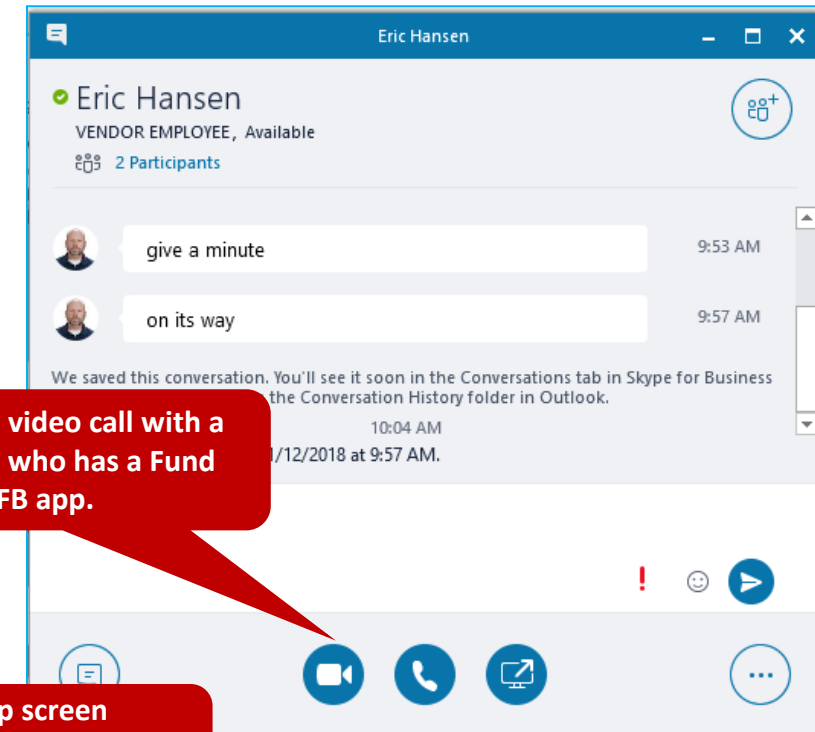 Eric Hansen
Eric Hansen
VENDOR EMPLOYEE, Available
2 Participants
give a minute 9:53 AM
on its way 9:57 AM
We saved this conversation. You'll see it soon in the Conversations tab in Skype for Business
the Conversation History folder in Outlook.
10:04 AM
/12/2018 at 9:57 AM.
video call with a
who has a Fund
FB app.
!
p screen